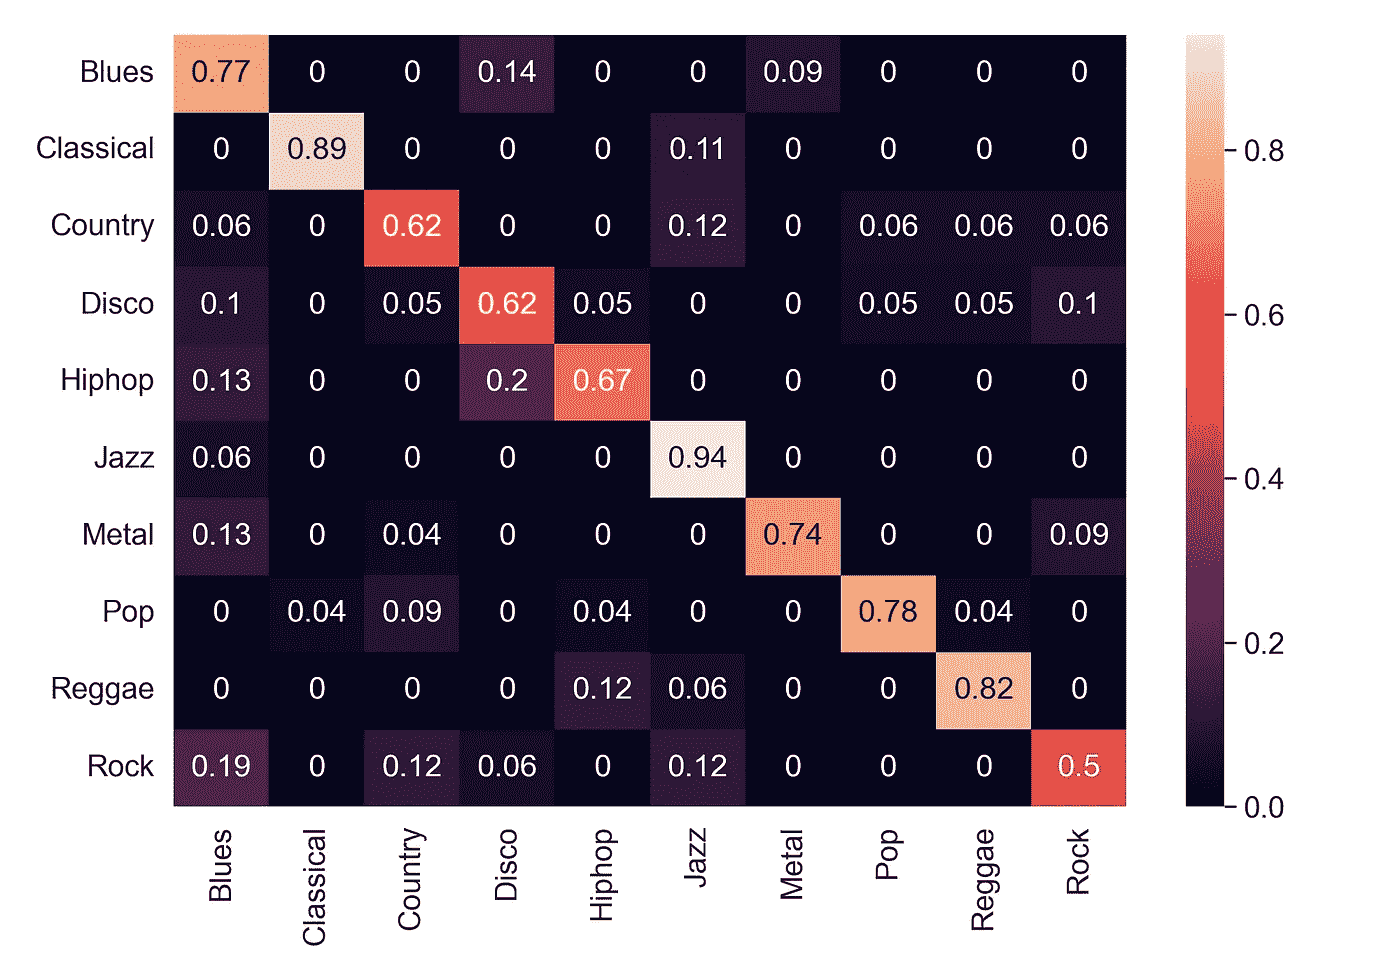 Blues 0.77 0 0 0.14 0 0 0.09 0 0 0
Classical 0 0.89 0 0 0 0.11 0 0 0 0
0.8
Country 0.06 0 0.62 0 0 0.12 0 0.06 0.06 0.06
Disco 0.1 0 0.05 0.62 0.05 0 0 0.05 0.05 0.1
0.6
Hiphop 0.13 0 0 0.2 0.67 0 0 0 0 0
Jazz 0.06 0 0 0 0 0.94 0 0 0 0
0.4
Metal 0.13 0 0.04 0 0 0 0.74 0 0 0.09
Pop 0 0.04 0.09 0 0.04 0 0 0.78 0.04 0
0.2
Reggae 0 0 0 0 0.12 0.06 0 0 0.82 0
Rock 0.19 0 0.12 0.06 0 0.12 0 0 0 0.5
0.0
Blues Classical Country Disco Hiphop Jazz Metal Pop Reggae Rock